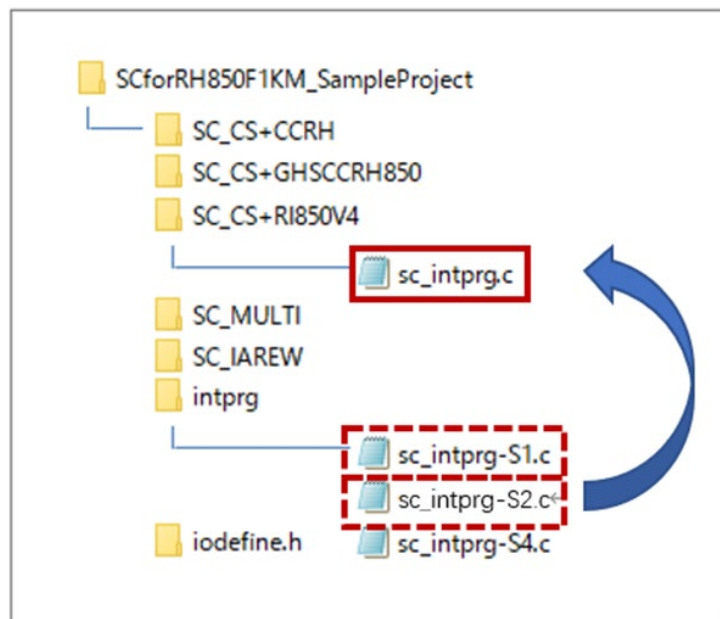 SCforRH850F1KM_SampleProject
SC_CS+CCRH
SC_CS+GHSCCRH850
SC_CS+RI850V4
sc_intprg.c
SC_MULTI
SC_IAREW
intprg
sc_intprg-S1.c
sc_intprg-S2.c↵
iodefine.h sc_intprg-S4.c